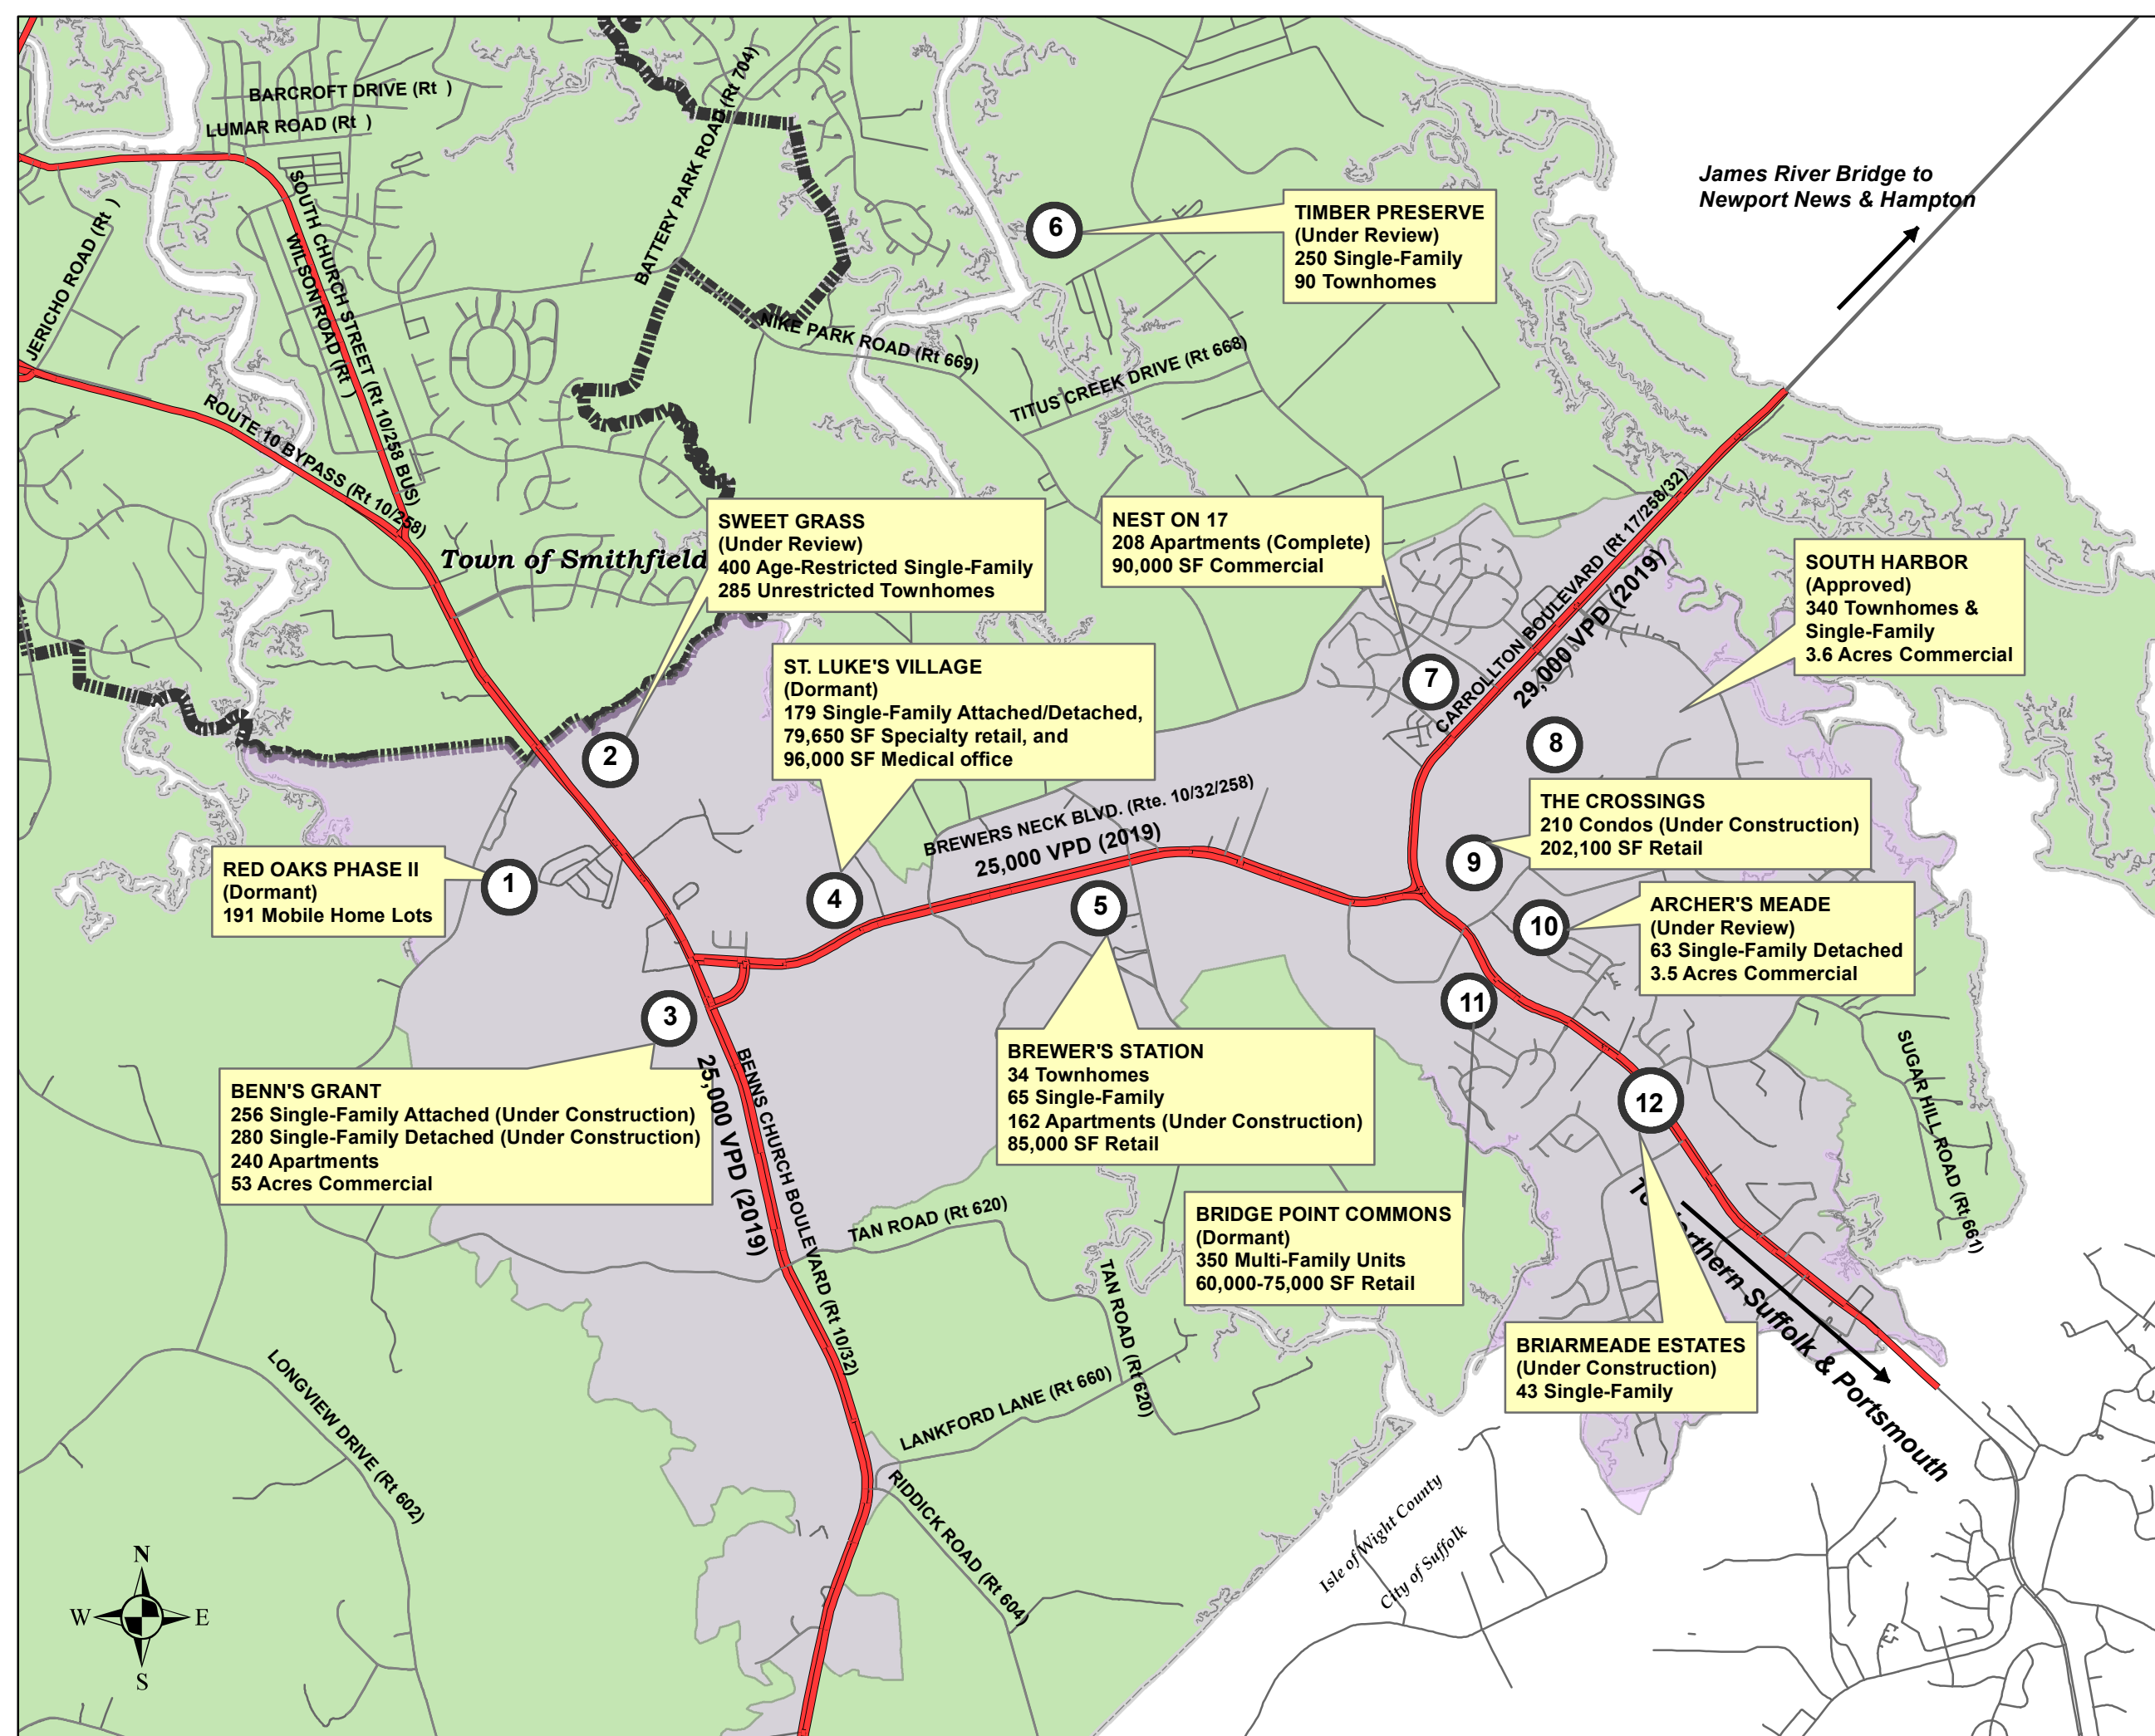 BARCROFT DRIVE (Rt )
LUMAR ROAD (Rt )
JERICHO ROAD (Rt )
SOUTH CHURCH STREET (Rt 10/258 BUS)
WILSON ROAD (Rt )
ROUTE 10 BYPASS (Rt 10/258)
BATTERY PARK ROAD (Rt 704)
NIKE PARK ROAD (Rt 669)
TITUS CREEK DRIVE (Rt 668)
James River Bridge to
Newport News & Hampton
6
TIMBER PRESERVE
(Under Review)
250 Single-Family
90 Townhomes
Town of Smithfield
SWEET GRASS
(Under Review)
400 Age-Restricted Single-Family
285 Unrestricted Townhomes
2
NEST ON 17
208 Apartments (Complete)
90,000 SF Commercial
7
CARROLLTON BOULEVARD (Rt 17/258/32)
29,000 VPD (2019)
SOUTH HARBOR
(Approved)
340 Townhomes &
Single-Family
3.6 Acres Commercial
8
ST. LUKE'S VILLAGE
(Dormant)
179 Single-Family Attached/Detached,
79,650 SF Specialty retail, and
96,000 SF Medical office
4
BREWERS NECK BLVD. (Rte. 10/32/258)
25,000 VPD (2019)
THE CROSSINGS
210 Condos (Under Construction)
202,100 SF Retail
9
RED OAKS PHASE II
(Dormant)
191 Mobile Home Lots
1
5
ARCHER'S MEADE
(Under Review)
63 Single-Family Detached
3.5 Acres Commercial
10
11
3
BENN'S GRANT
256 Single-Family Attached (Under Construction)
280 Single-Family Detached (Under Construction)
240 Apartments
53 Acres Commercial
25,000 VPD (2019)
BENNS CHURCH BOULEVARD (Rt 10/32)
BREWER'S STATION
34 Townhomes
65 Single-Family
162 Apartments (Under Construction)
85,000 SF Retail
12
SUGAR HILL ROAD (Rt 661)
BRIDGE POINT COMMONS
(Dormant)
350 Multi-Family Units
60,000-75,000 SF Retail
TAN ROAD (Rt 620)
TAN ROAD (Rt 620)
BRIARMEADE ESTATES
(Under Construction)
43 Single-Family
Suffolk & Portsmouth
LONGVIEW DRIVE (Rt 602)
LANKFORD LANE (Rt 660)
RIDDICK ROAD (Rt 604)
Isle of Wight County
City of Suffolk
N
W E
S